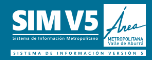 SIM V5
Sistema de Información Metropolitano
Área
METROPOLITANA
Valle de Aburrá
SISTEMA DE INFORMACIÓN VERSIÓN 5